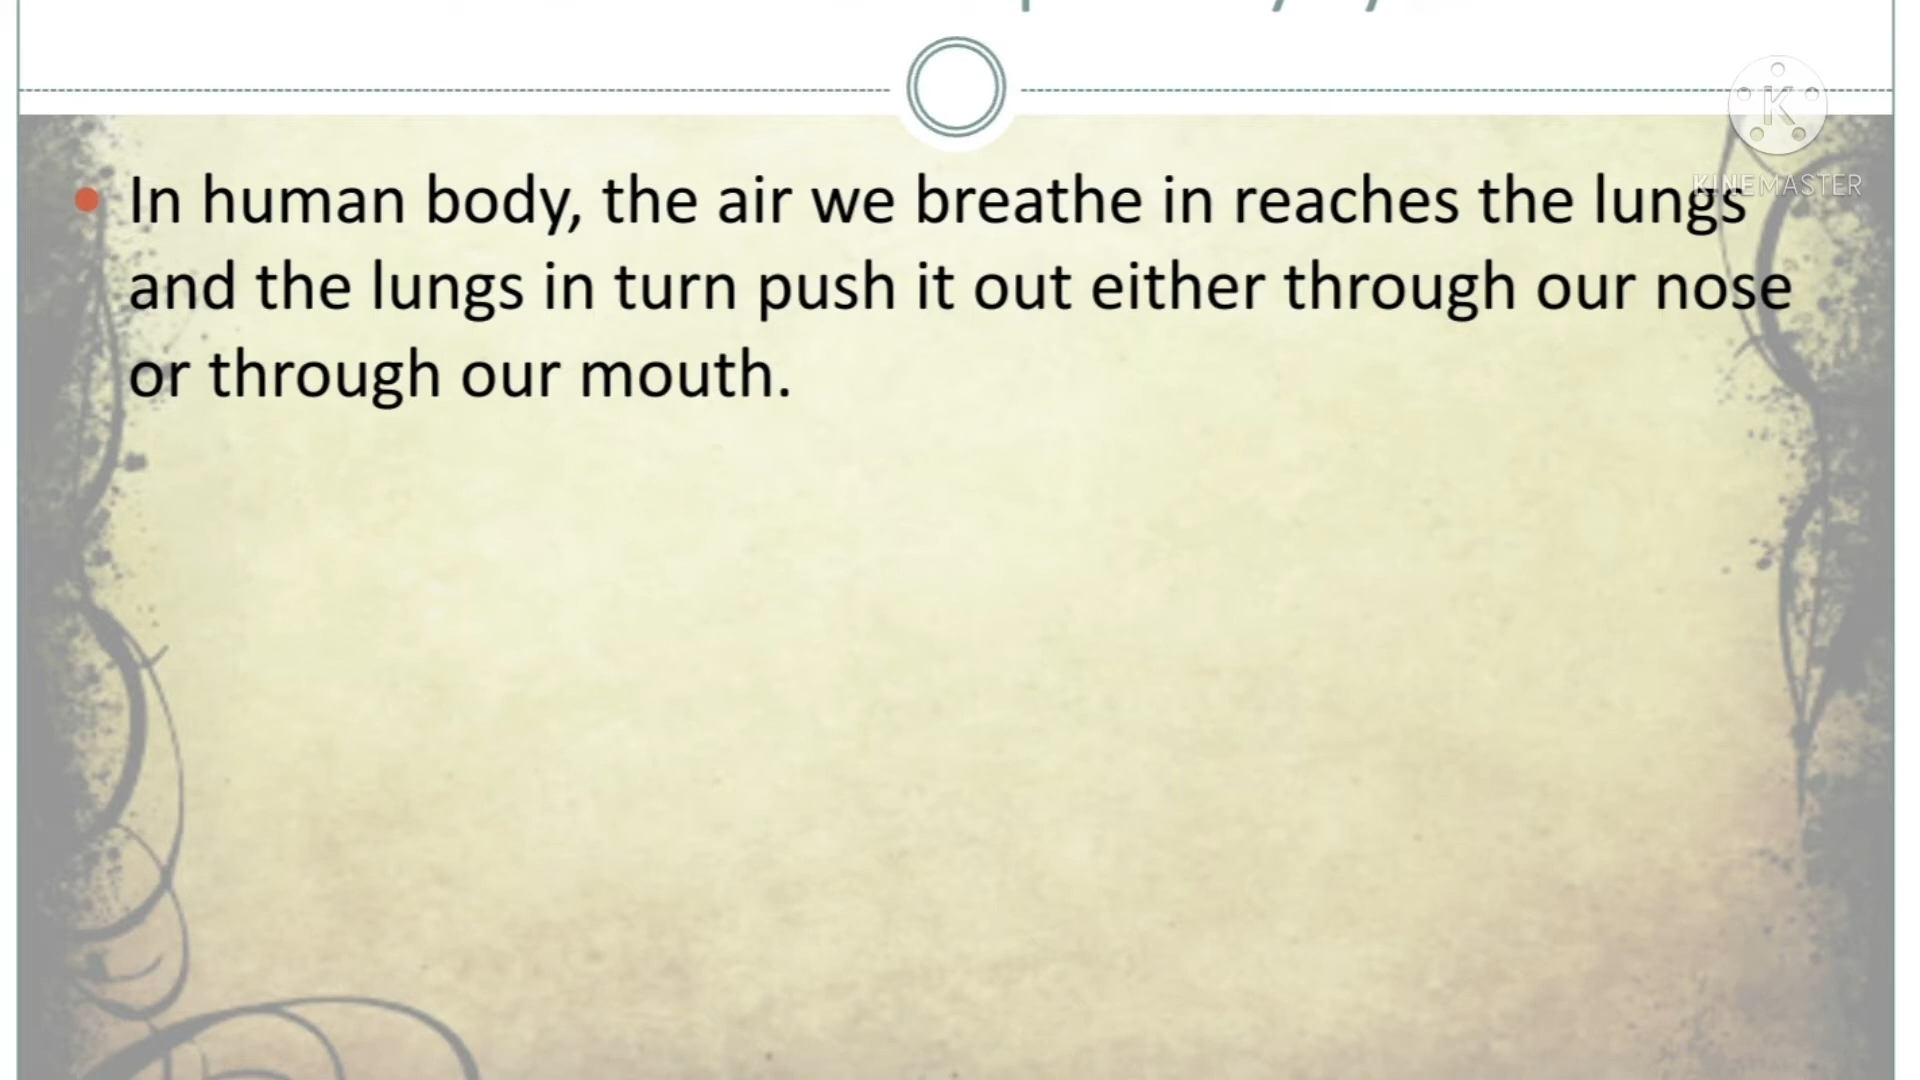 K
KINEMASTER
In human body, the air we breathe in reaches the lungs
and the lungs in turn push it out either through our nose
or through our mouth.